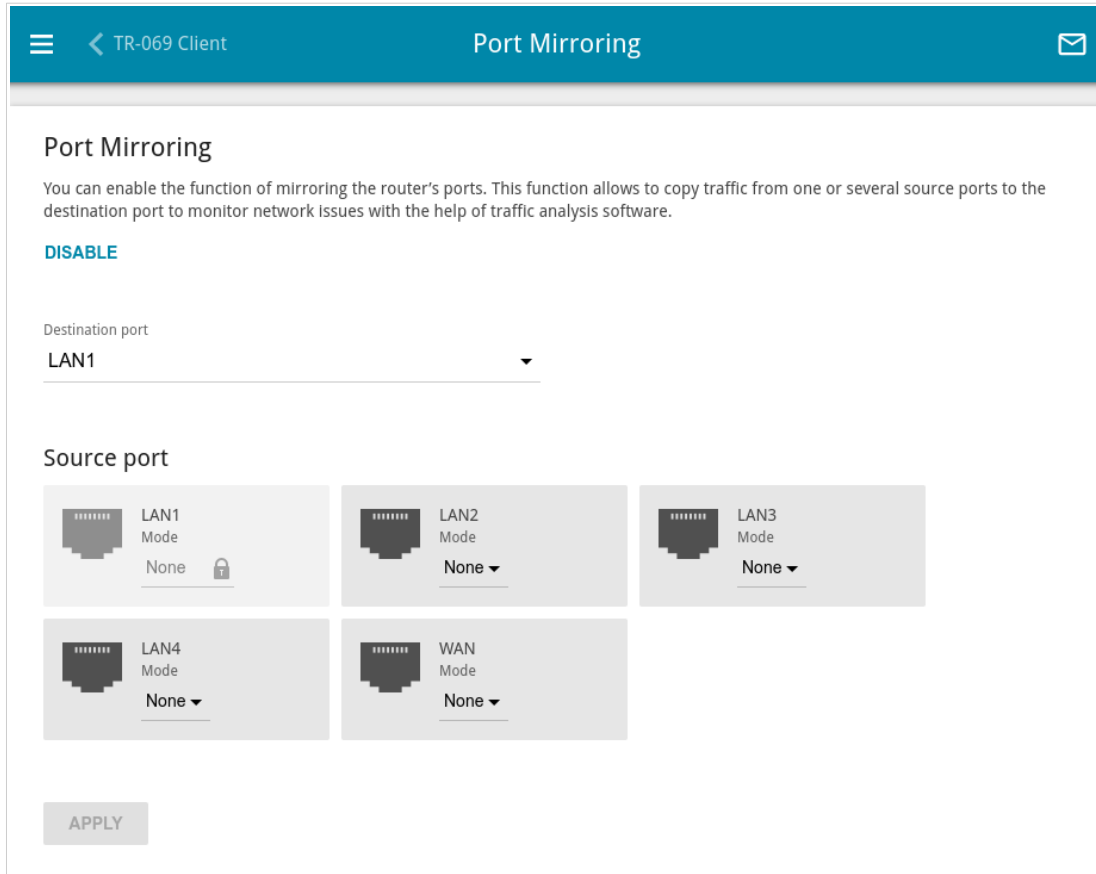 TR-069 Client
Port Mirroring
Port Mirroring
You can enable the function of mirroring the router's ports. This function allows to copy traffic from one or several source ports to the
destination port to monitor network issues with the help of traffic analysis software.
DISABLE
Destination port
LAN1
Source port
LAN1
Mode
None
LAN2
Mode
None
LAN3
Mode
None
LAN4
Mode
None
WAN
Mode
None
APPLY